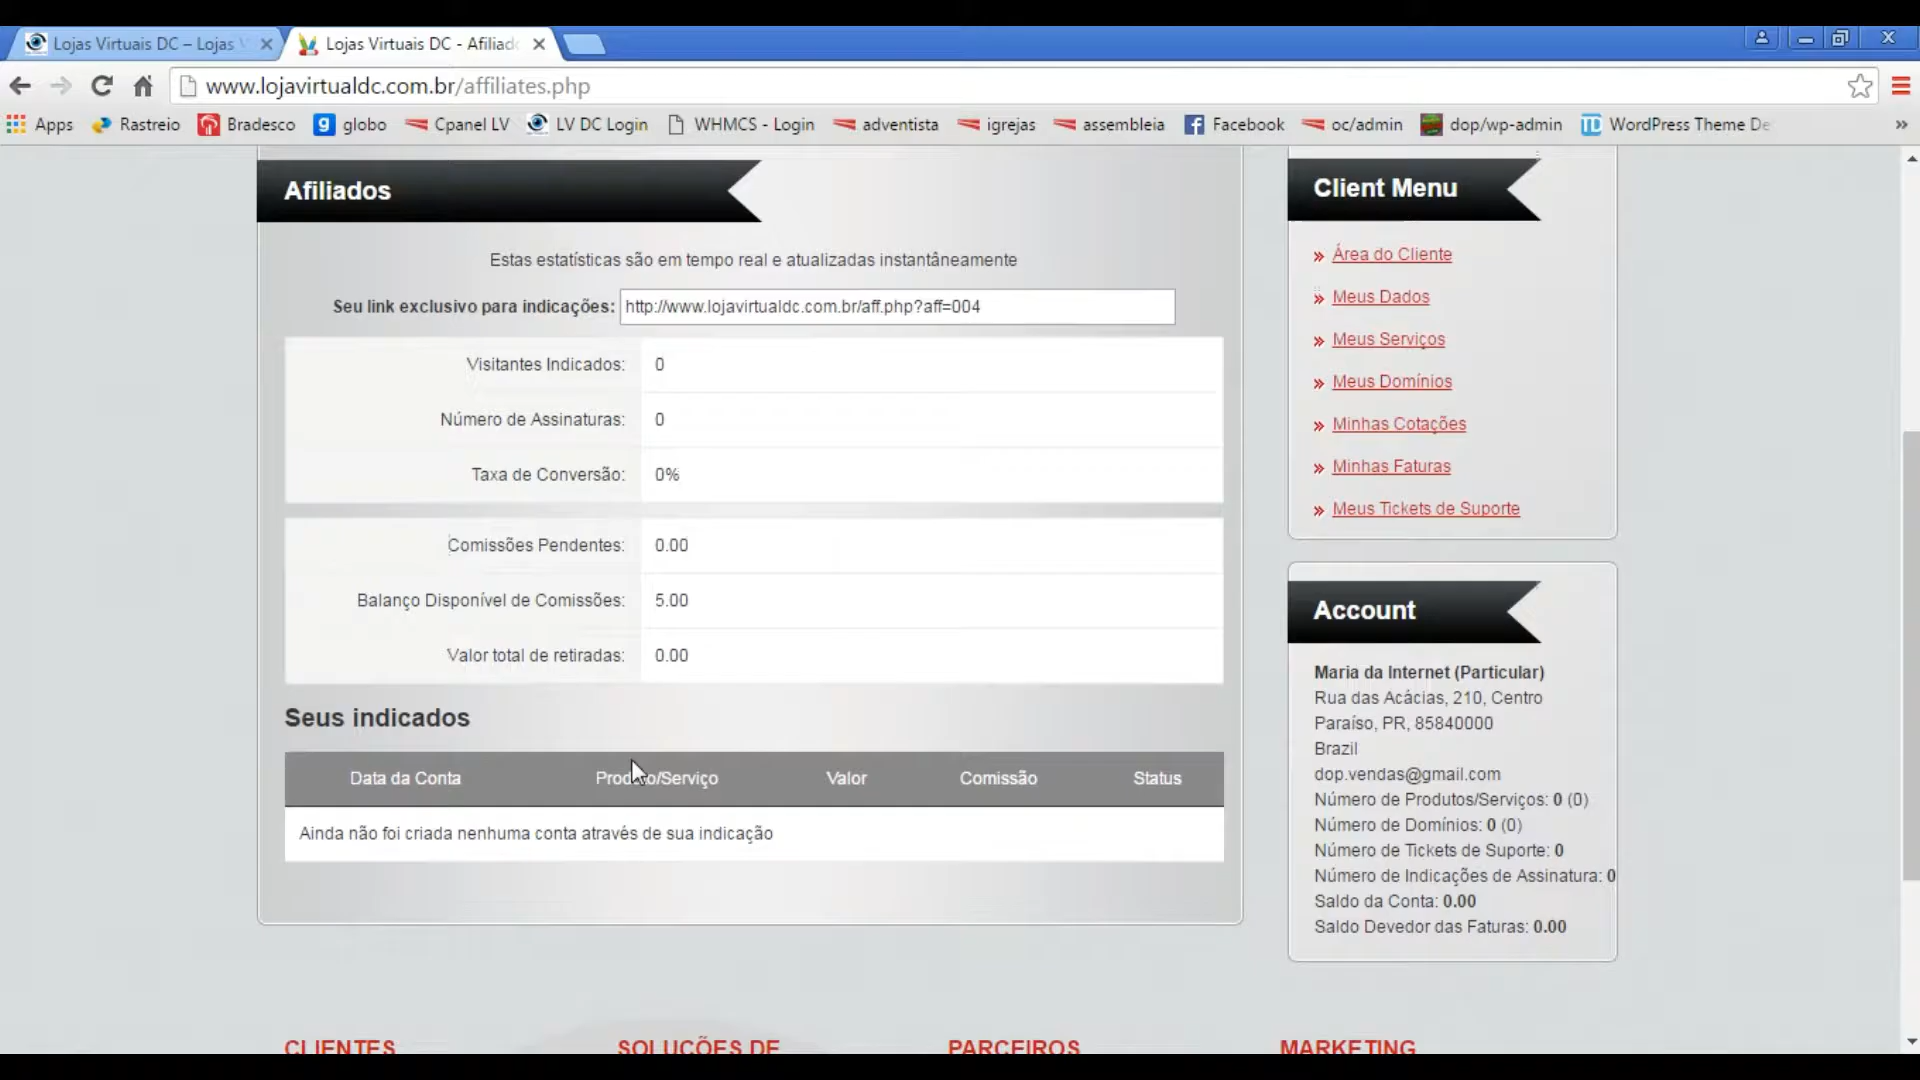 Lojas Virtuais DC – Lojas V
Lojas Virtuais DC - Afiliado
www.lojavirtualdc.com.br/affiliates.php
Apps Rastreio Bradesco globo Cpanel LV LV DC Login WHMCS - Login adventista igrejas assembleia Facebook oc/admin dop/wp-admin WordPress Theme De »
Afiliados
Estas estatísticas são em tempo real e atualizadas instantâneamente
Seu link exclusivo para indicações: http://www.lojavirtualdc.com.br/aff.php?aff=004
Visitantes Indicados: 0
Número de Assinaturas: 0
Taxa de Conversão: 0%
Comissões Pendentes: 0.00
Balanço Disponível de Comissões: 5.00
Valor total de retiradas: 0.00
Seus indicados
Data da Conta Produto/Serviço Valor Comissão Status
Ainda não foi criada nenhuma conta através de sua indicação
Client Menu
» Área do Cliente
» Meus Dados
» Meus Serviços
» Meus Domínios
» Minhas Cotações
» Minhas Faturas
» Meus Tickets de Suporte
Account
Maria da Internet (Particular)
Rua das Acácias, 210, Centro
Paraíso, PR, 85840000
Brazil
dop.vendas@gmail.com
Número de Produtos/Serviços: 0 (0)
Número de Domínios: 0 (0)
Número de Tickets de Suporte: 0
Número de Indicações de Assinatura: 0
Saldo da Conta: 0.00
Saldo Devedor das Faturas: 0.00
CLIENTES SOLUÇÕES DE PARCEIROS MARKETING